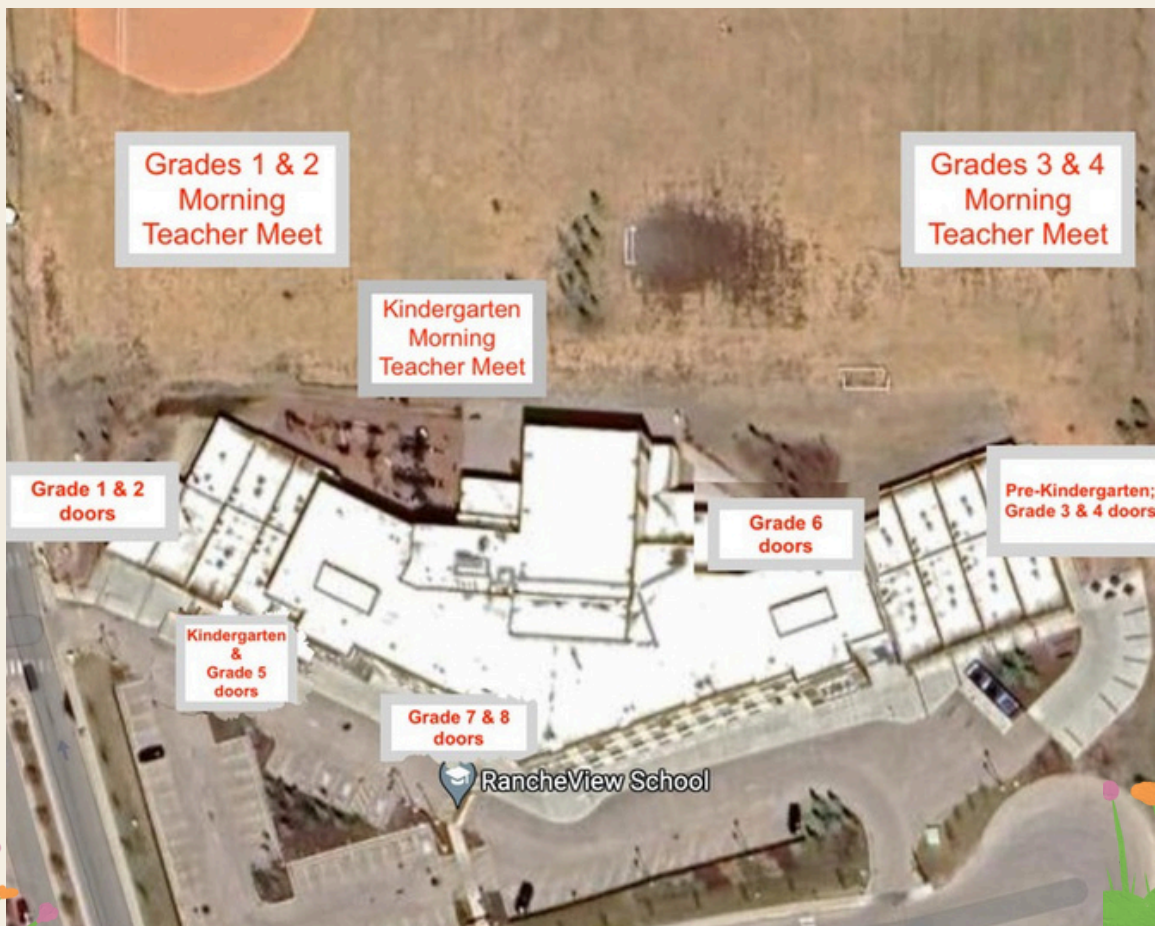 Grades 1 & 2
Morning
Teacher Meet
Grades 3 & 4
Morning
Teacher Meet
Kindergarten
Morning
Teacher Meet
Grade 1 & 2
doors
Pre-Kindergarten;
Grade 3 & 4 doors
Grade 6
doors
Kindergarten
&
Grade 5
doors
Grade 7 & 8
doors
RancheView School